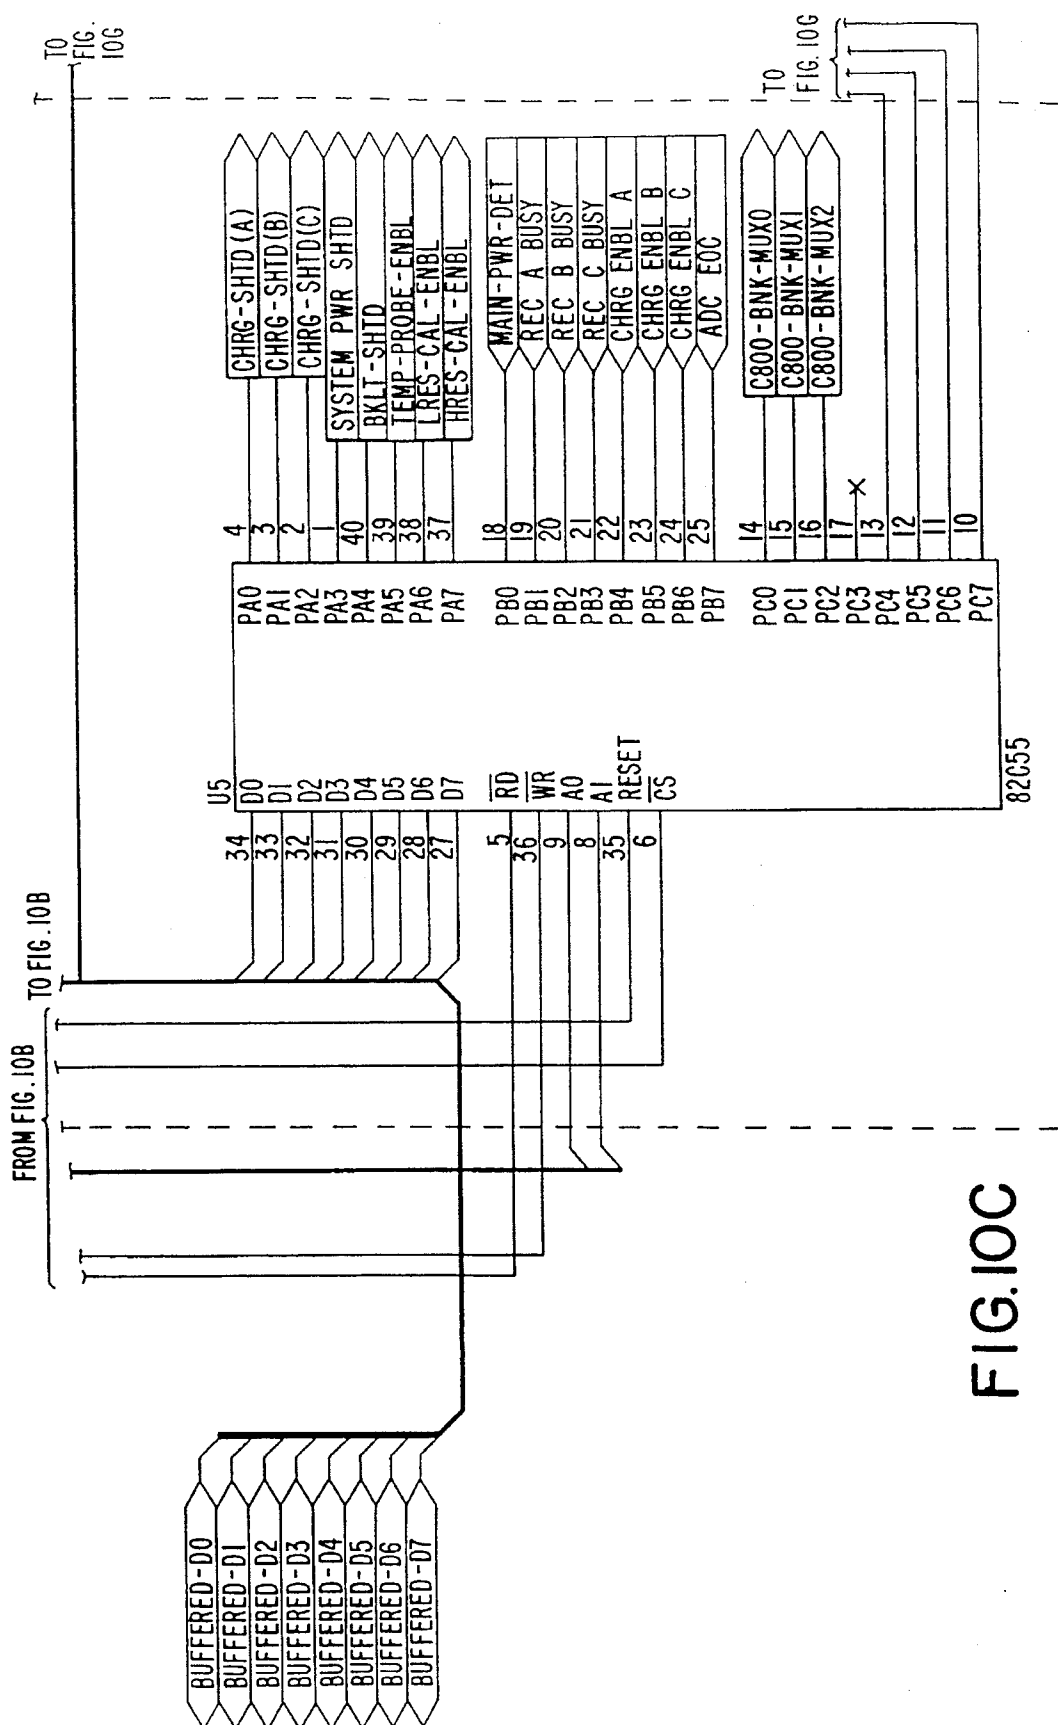 FROM FIG.10B
TO FIG.10B
TO
FIG.
10G
BUFFERED-D0
BUFFERED-D1
BUFFERED-D2
BUFFERED-D3
BUFFERED-D4
BUFFERED-D5
BUFFERED-D6
BUFFERED-D7
U5
34 D0
33 D1
32 D2
31 D3
30 D4
29 D5
28 D6
27 D7
5 RD
36 WR
9 A0
8 A1
35 RESET
6 CS
PA0 4 CHRG-SHTD(A)
PA1 3 CHRG-SHTD(B)
PA2 2 CHRG-SHTD(C)
PA3 1 SYSTEM PWR SHTD
PA4 40 BKLT-SHTD
PA5 39 TEMP-PROBE-ENBL
PA6 38 LRES-CAL-ENBL
PA7 37 HRES-CAL-ENBL
PB0 18 MAIN-PWR-DET
PB1 19 REC A BUSY
PB2 20 REC B BUSY
PB3 21 REC C BUSY
PB4 22 CHRG ENBL A
PB5 23 CHRG ENBL B
PB6 24 CHRG ENBL C
PB7 25 ADC EOC
PC0 14 C800-BNK-MUX0
PC1 15 C800-BNK-MUX1
PC2 16 C800-BNK-MUX2
PC3 17
PC4 13
PC5 12
PC6 11
PC7 10
TO
FIG.10G
82C55
FIG.10C